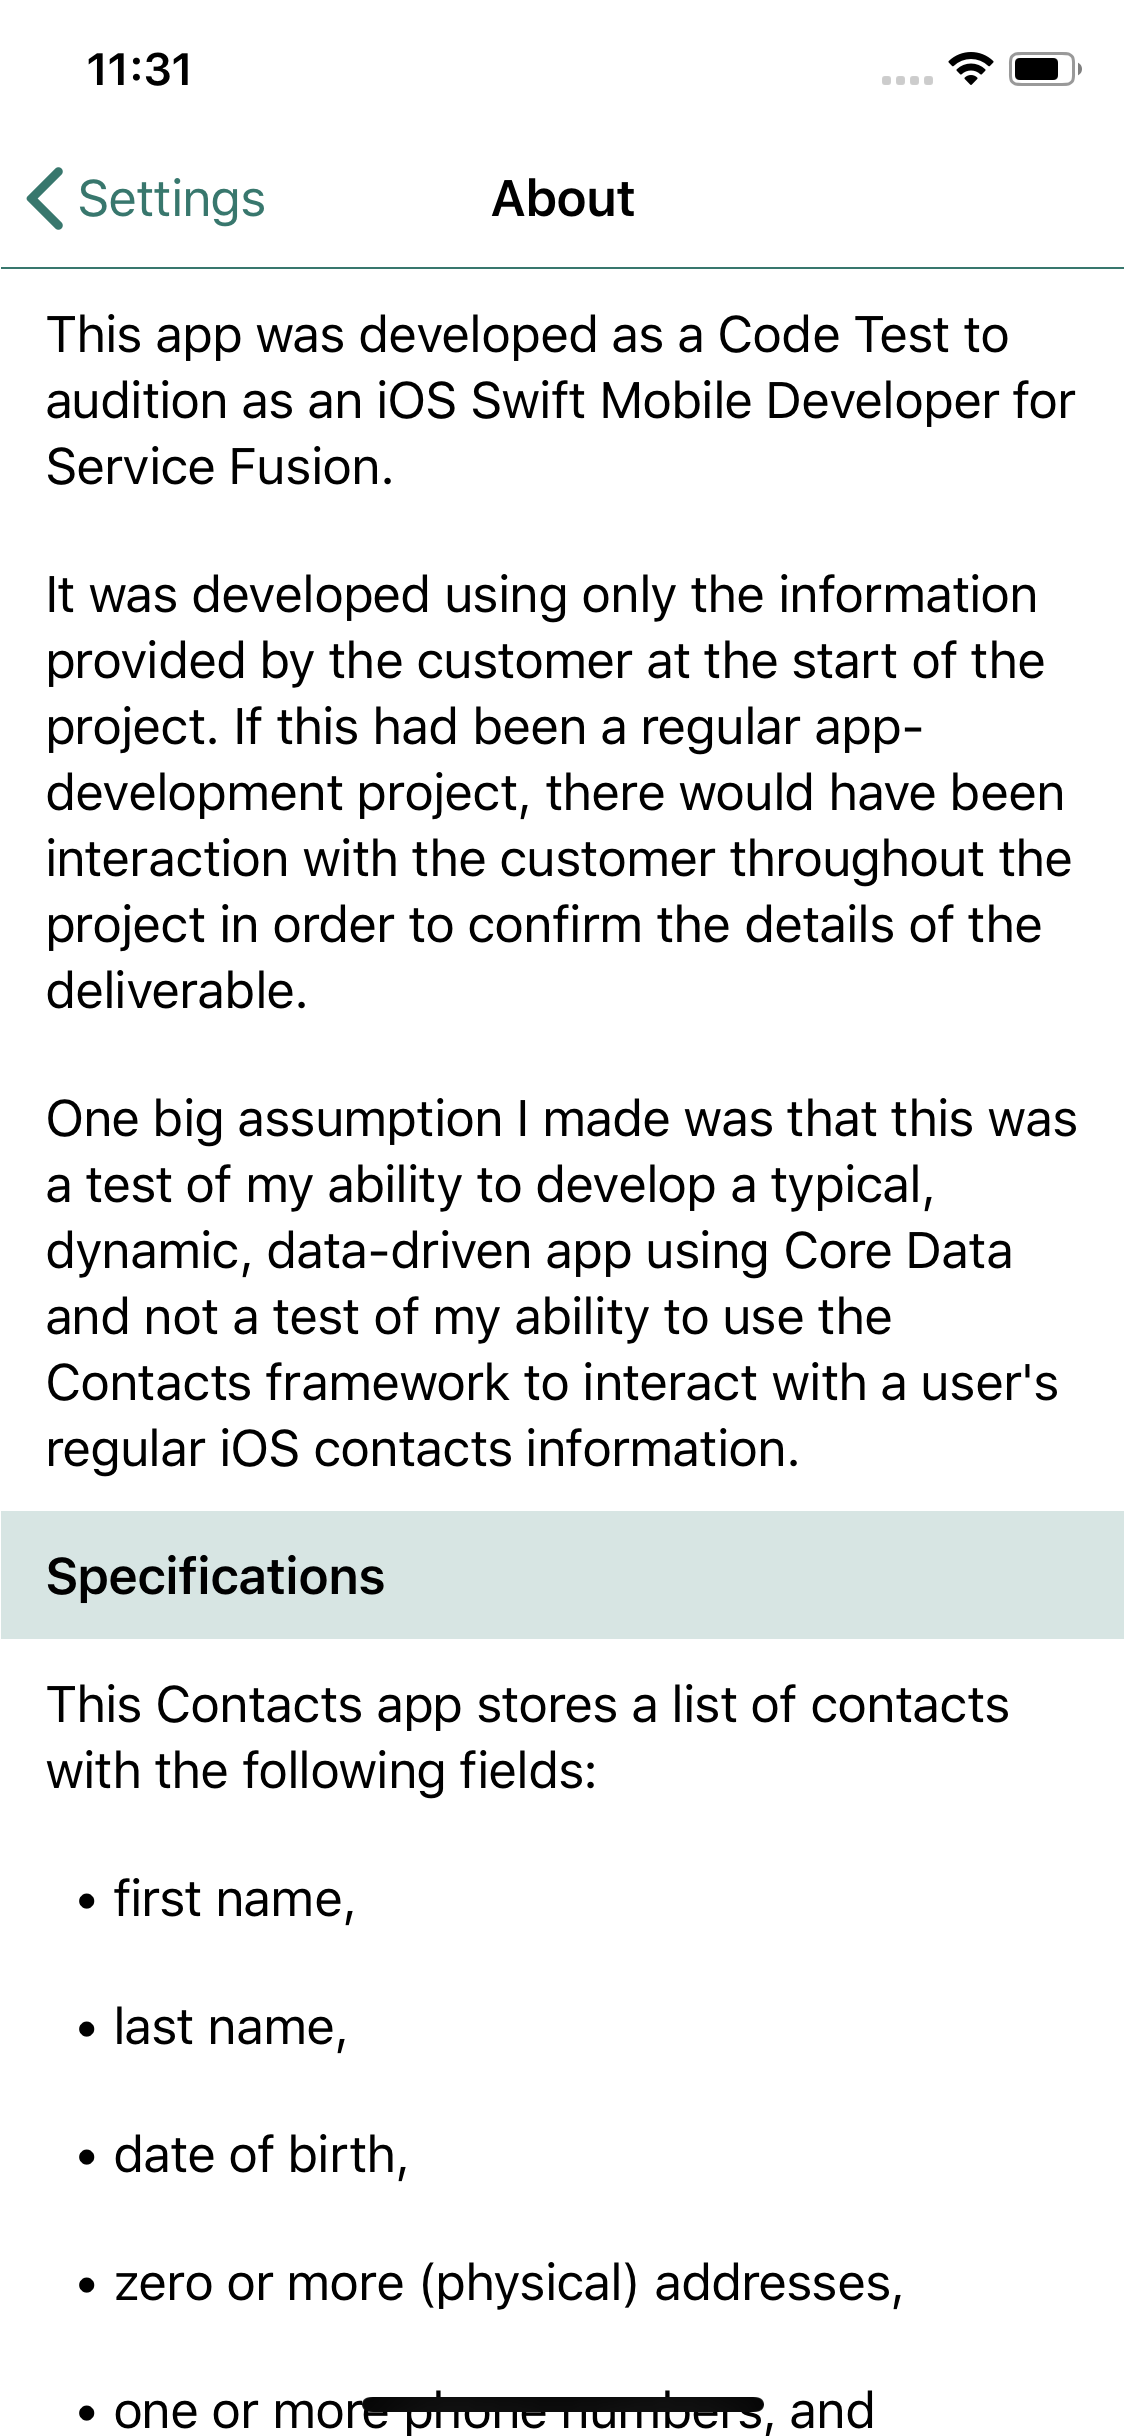 11:31
Settings
About
This app was developed as a Code Test to
audition as an iOS Swift Mobile Developer for
Service Fusion.
It was developed using only the information
provided by the customer at the start of the
project. If this had been a regular app-
development project, there would have been
interaction with the customer throughout the
project in order to confirm the details of the
deliverable.
One big assumption I made was that this was
a test of my ability to develop a typical,
dynamic, data-driven app using Core Data
and not a test of my ability to use the
Contacts framework to interact with a user's
regular iOS contacts information.
Specifications
This Contacts app stores a list of contacts
with the following fields:
• first name,
• last name,
• date of birth,
• zero or more (physical) addresses,
• one or more phone numbers, and